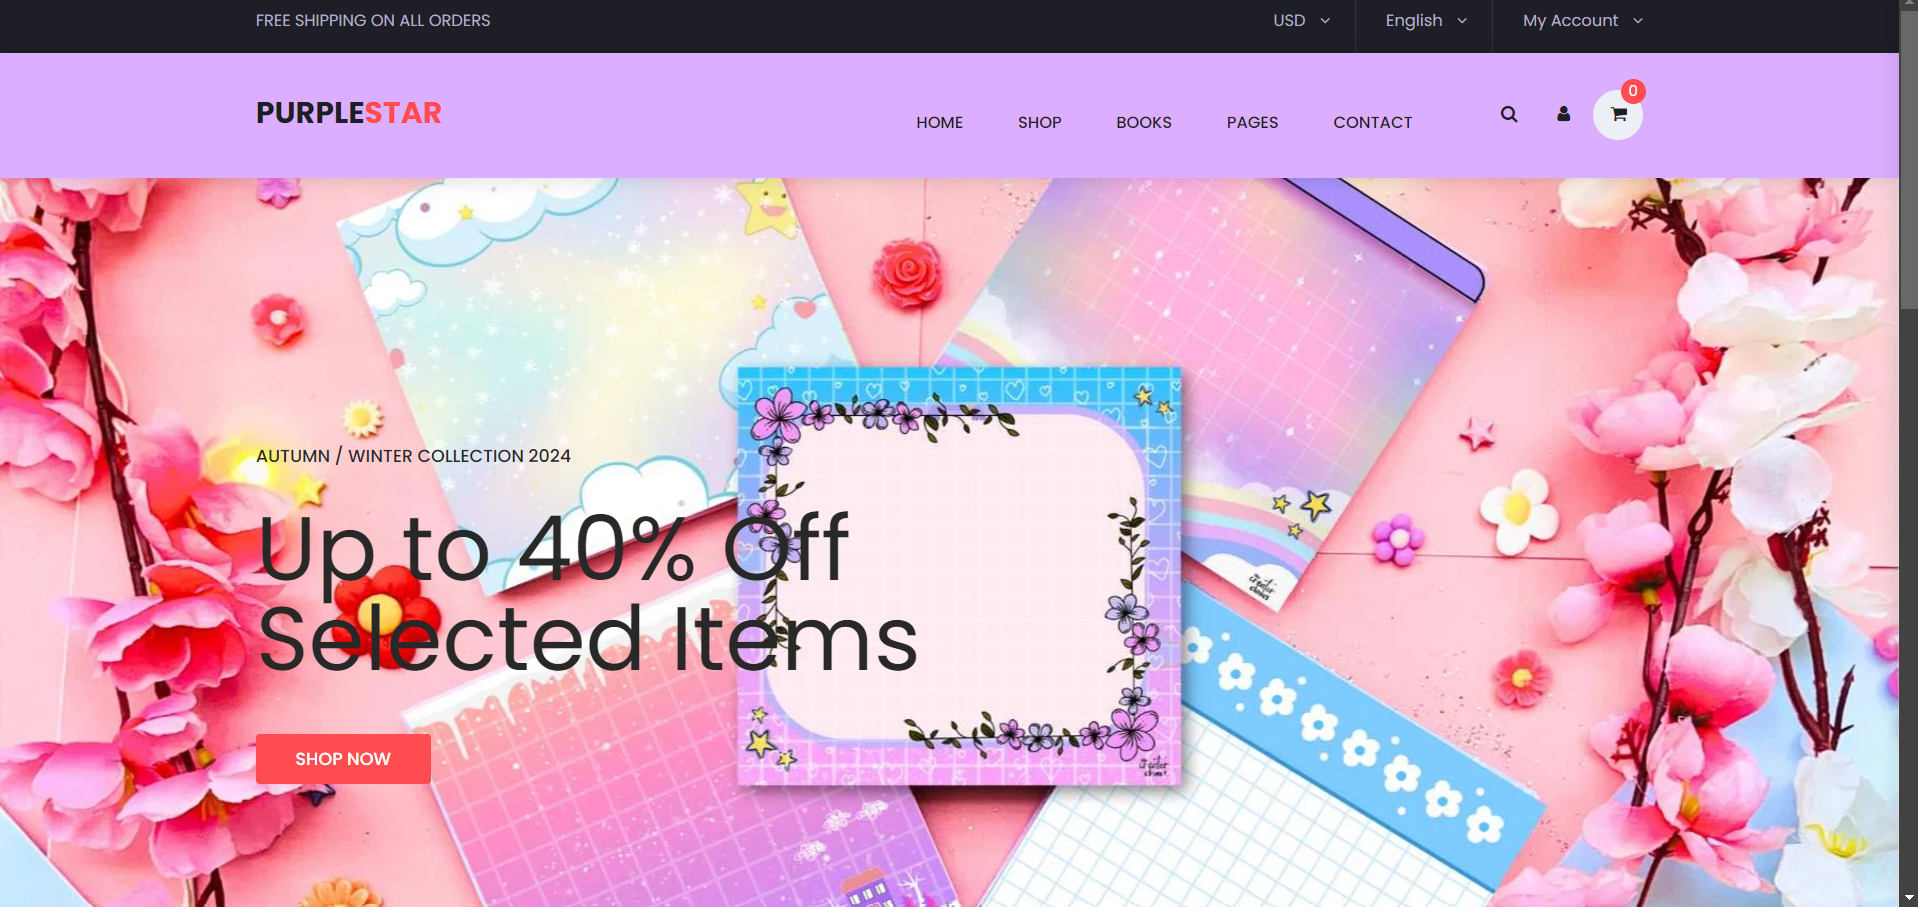 FREE SHIPPING ON ALL ORDERS
USD
English
My Account
PURPLESTAR
HOME
SHOP
BOOKS
PAGES
CONTACT
0
AUTUMN / WINTER COLLECTION 2024
Up to 40% Off
Selected Items
SHOP NOW